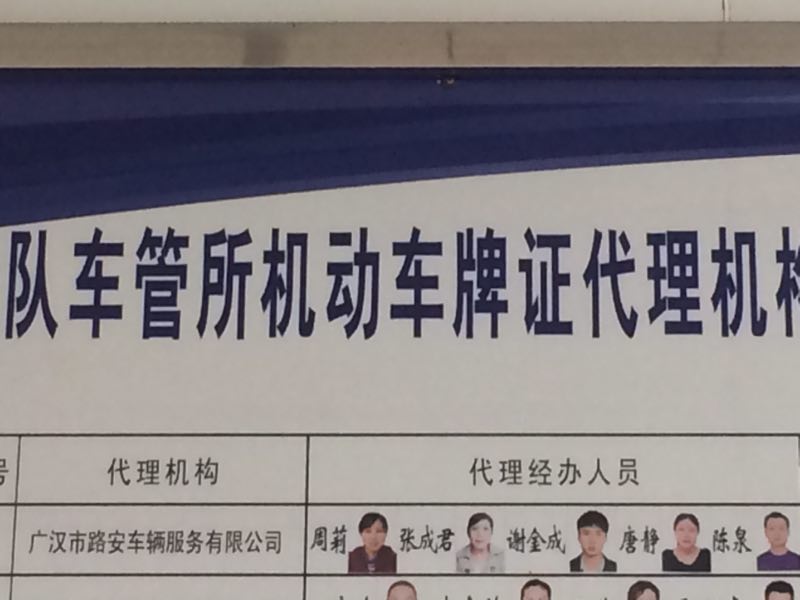 队车管所机动车牌证代理机构
号 代理机构 代理经办人员
广汉市路安车辆服务有限公司 周莉 张成君 谢金成 唐静 陈泉